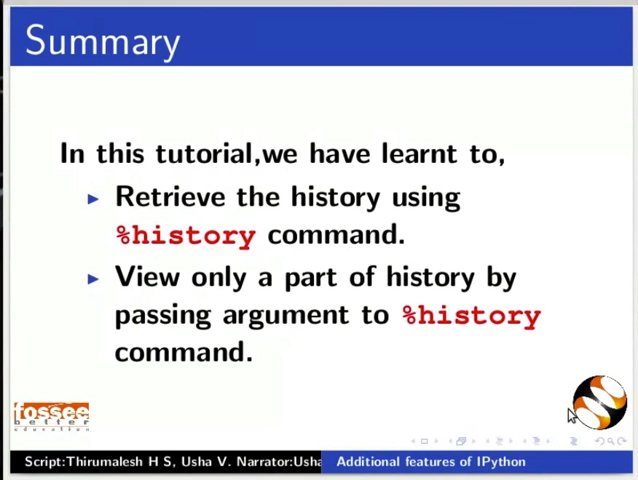 Summary
In this tutorial,we have learnt to,
Retrieve the history using
%history command.
View only a part of history by
passing argument to %history
command.
fossee
better
education
Script:Thirumalesh H S, Usha V. Narrator:Usha
Additional features of IPython